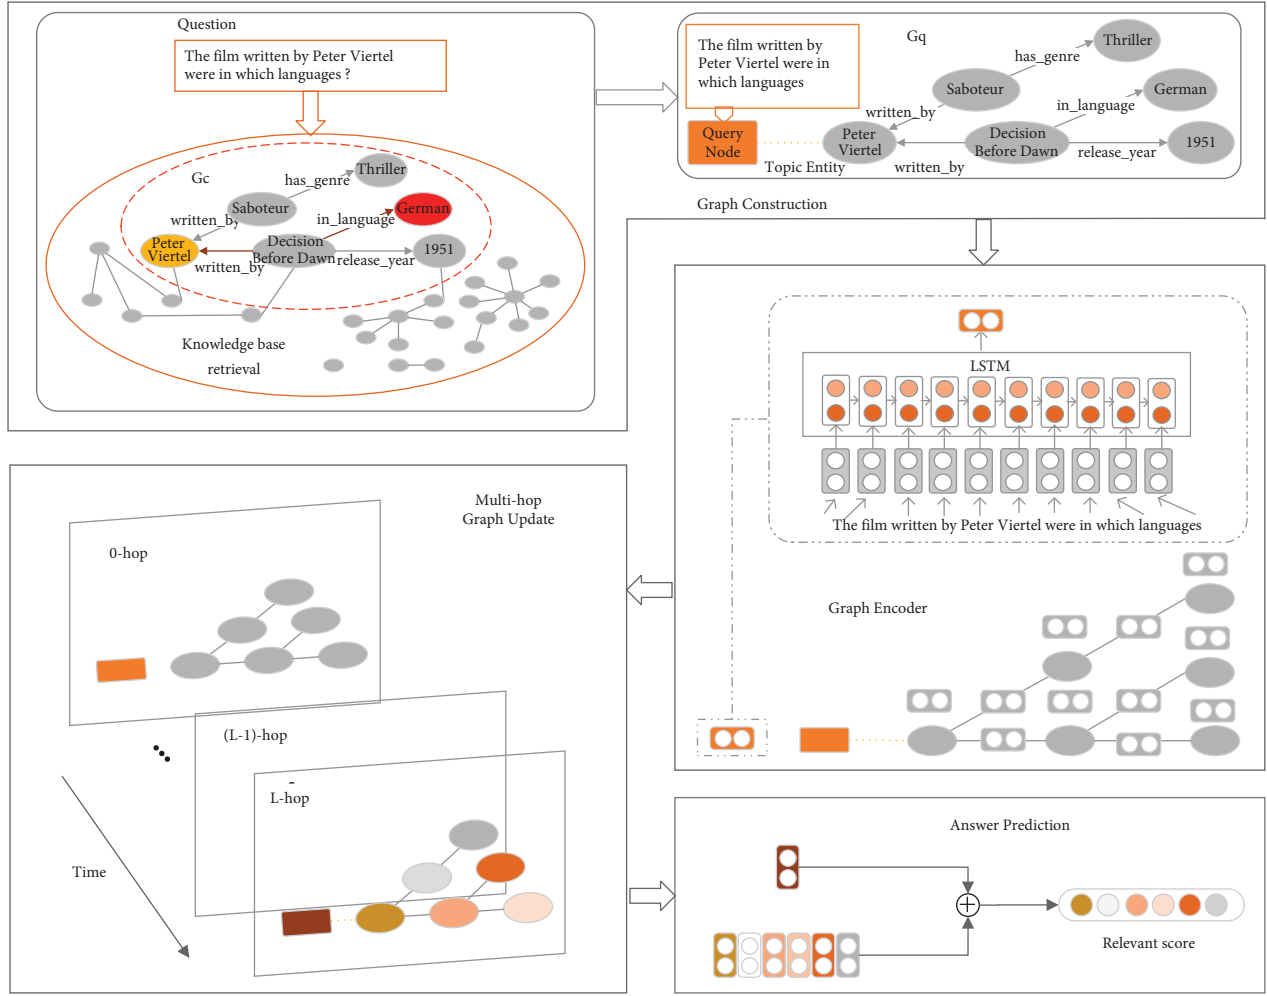 Question
The film written by Peter Viertel
were in which languages ?
Gc
Thriller
has_genre
Saboteur
German
written_by
in_language
Peter
Viertel
Decision
Before Dawn
1951
written_by
release_year
Knowledge base
retrieval
The film written by
Peter Viertel were in
which languages
Gq
Thriller
has_genre
Saboteur
German
in_language
written_by
Query
Node
Peter
Viertel
Decision
Before Dawn
1951
Topic Entity
written_by
release_year
Graph Construction
LSTM
The film written by Peter Viertel were in which languages
Graph Encoder
Multi-hop
Graph Update
0-hop
(L-1)-hop
L-hop
Time
Answer Prediction
Relevant score